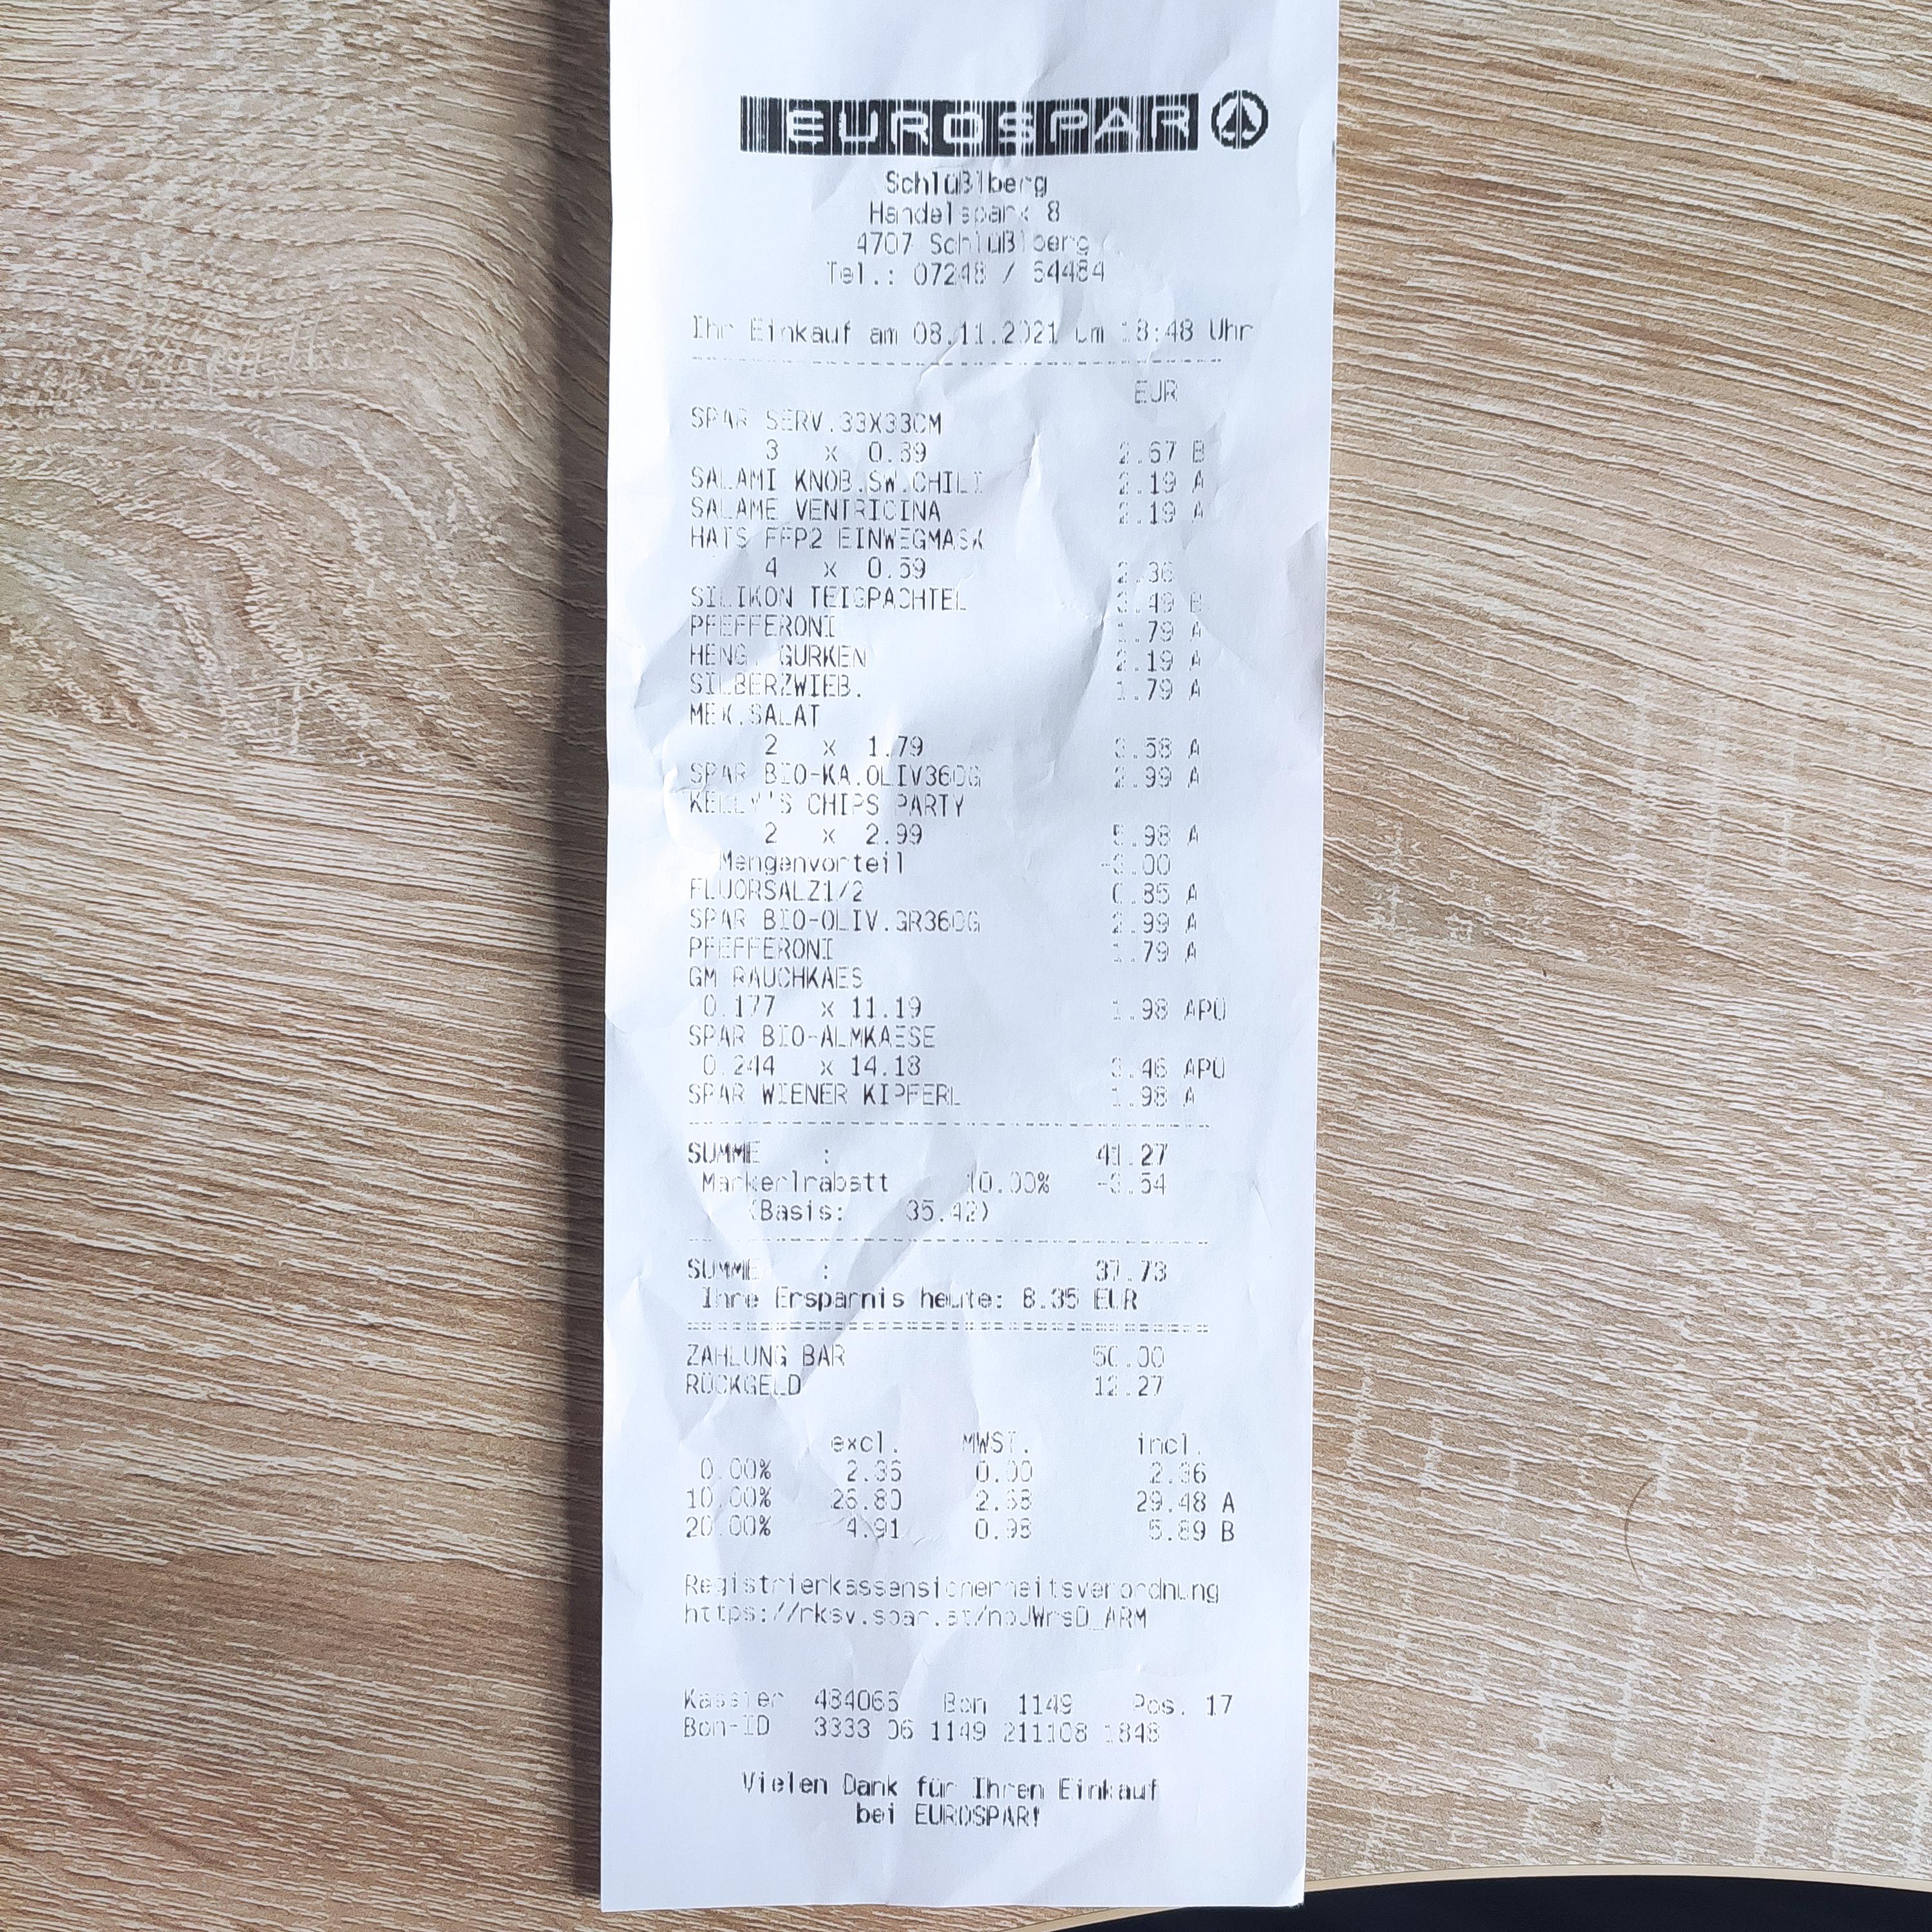 EUROSPAR
Schlüßlberg
Handelspark 8
4707 Schlüßlberg
Tel.: 07248 / 64484
Ihr Einkauf am 08.11.2021 um 18:48 Uhr
EUR
SPAR SERV.33X33CM
3 x 0.89 2.67 B
SALAMI KNOB.SW.CHILI 2.19 A
SALAME VENTRICINA 2.19 A
HATS FFP2 EINWEGMASK
4 x 0.59 2.36
SILIKON TEIGPACHTEL 3.49 B
PFEFFERONI 1.79 A
HENG. GURKEN 2.19 A
SILBERZWIEB. 1.79 A
MEX.SALAT
2 x 1.79 3.58 A
SPAR BIO-KA.OLIV360G 2.99 A
KELLY'S CHIPS PARTY
2 x 2.99 5.98 A
Mengenvorteil -3.00
FLUORSALZ1/2 0.85 A
SPAR BIO-OLIV.GR360G 2.99 A
PFEFFERONI 1.79 A
GM RAUCHKAES
0.177 x 11.19 1.98 APU
SPAR BIO-ALMKAESE
0.244 x 14.18 3.46 APU
SPAR WIENER KIPFERL 1.98 A
SUMME : 41.27
Markerlrabatt 10.00% -3.54
(Basis: 35.42)
SUMME : 37.73
Ihre Ersparnis heute: 8.35 EUR
ZAHLUNG BAR 50.00
RÜCKGELD 12.27
excl. MWST. incl.
0.00% 2.36 0.00 2.36
10.00% 26.80 2.68 29.48 A
20.00% 4.91 0.98 5.89 B
Registrierkassensicherheitsverordnung
Kassier 484065 Bon 1149 Pos. 17
Bon-ID 3333 06 1149 211108 1848
Vielen Dank für Ihren Einkauf
bei EUROSPAR!